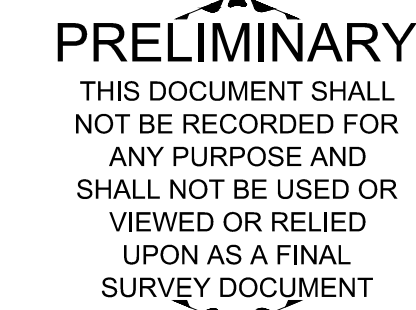 PRELIMINARY
THIS DOCUMENT SHALL
NOT BE RECORDED FOR
ANY PURPOSE AND
SHALL NOT BE USED OR
VIEWED OR RELIED
UPON AS A FINAL
SURVEY DOCUMENT